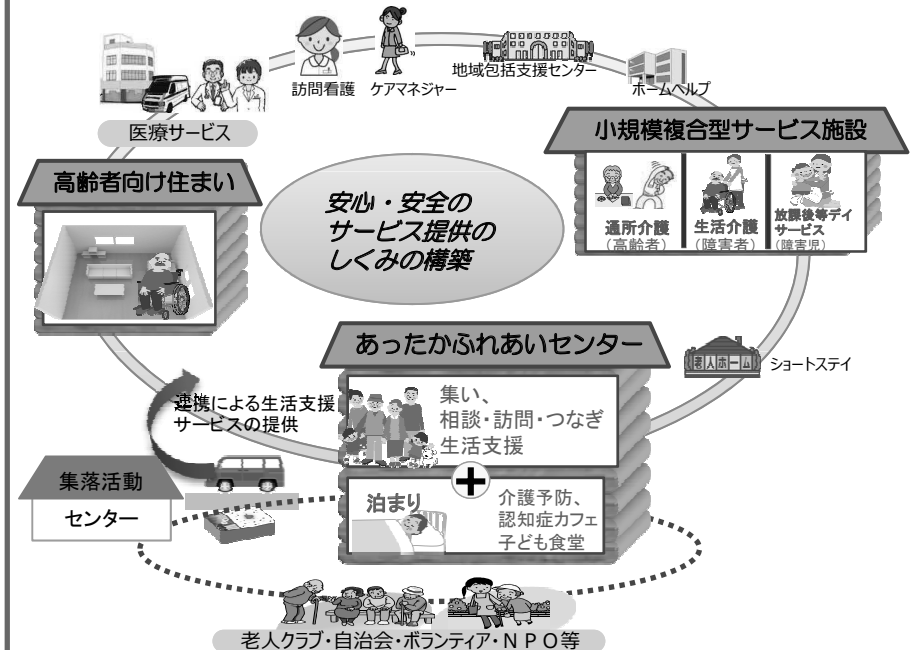 訪問看護
ケアマネジャー
地域包括支援センター
ホームヘルプ
医療サービス
小規模複合型サービス施設
通所介護
(高齢者)
生活介護
(障害者)
放課後等デイ
サービス
(障害児)
高齢者向け住まい
安心・安全の
サービス提供の
しくみの構築
あったかふれあいセンター
集い、
相談・訪問・つなぎ
生活支援
老人ホーム
ショートステイ
連携による生活支援
サービスの提供
集落活動
センター
泊まり
介護予防、
認知症カフェ
子ども食堂
老人クラブ・自治会・ボランティア・ＮＰＯ等